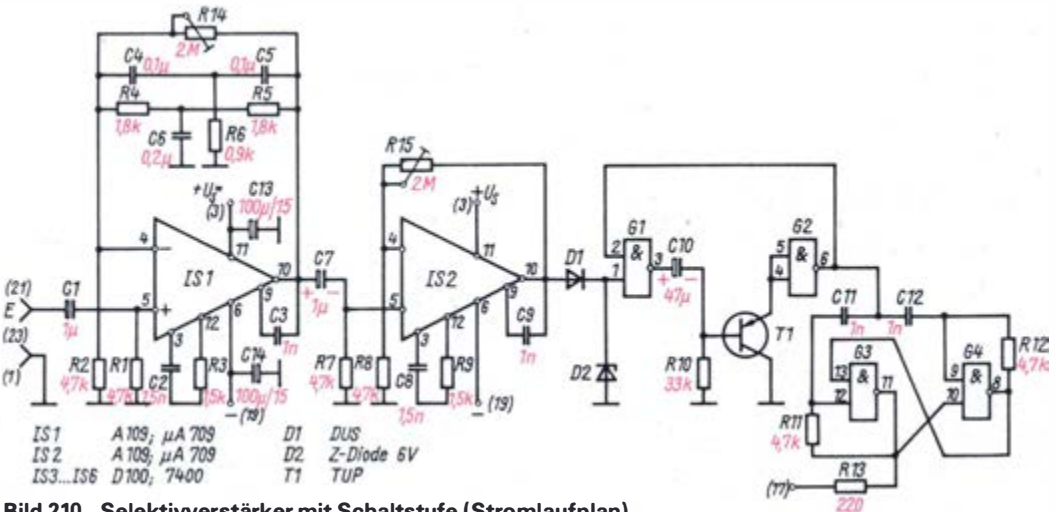 R14
2M
C4
0,1µ
C5
0,1µ
R4
1,8k
R5
1,8k
C6
0,2µ
R6
0,9k
R15
2M
+Us=
(3)
C13
100µ/15
+Us
(3)
4
−
11
IS1
10
5
+
9
6
12
3
C7
+ 1µ −
4
11
IS2
10
5
9
6
12
3
D1
G1
2
&
1
3
C10
+ −
47µ
G2
5
&
4
6
(21)
E
(23)
(1)
C1
1µ
R2
4,7k
R1
47k
C2
1,5n
R3
1,5k
C14
100µ/15
− (19)
C3
1n
R7
47k
R8
47k
C8
1,5n
R9
1,5k
− (19)
C9
1n
D2
R10
33k
T1
C11
1n
C12
1n
G3
13
&
12
11
G4
9
&
10
8
R12
4,7k
R11
4,7k
(17)
R13
220
IS1 A109; µA709 D1 DUS
IS2 A109; µA709 D2 Z-Diode 6V
IS3...IS6 D100; 7400 T1 TUP
Bild 210 Selektivverstärker mit Schaltstufe (Stromlaufplan)